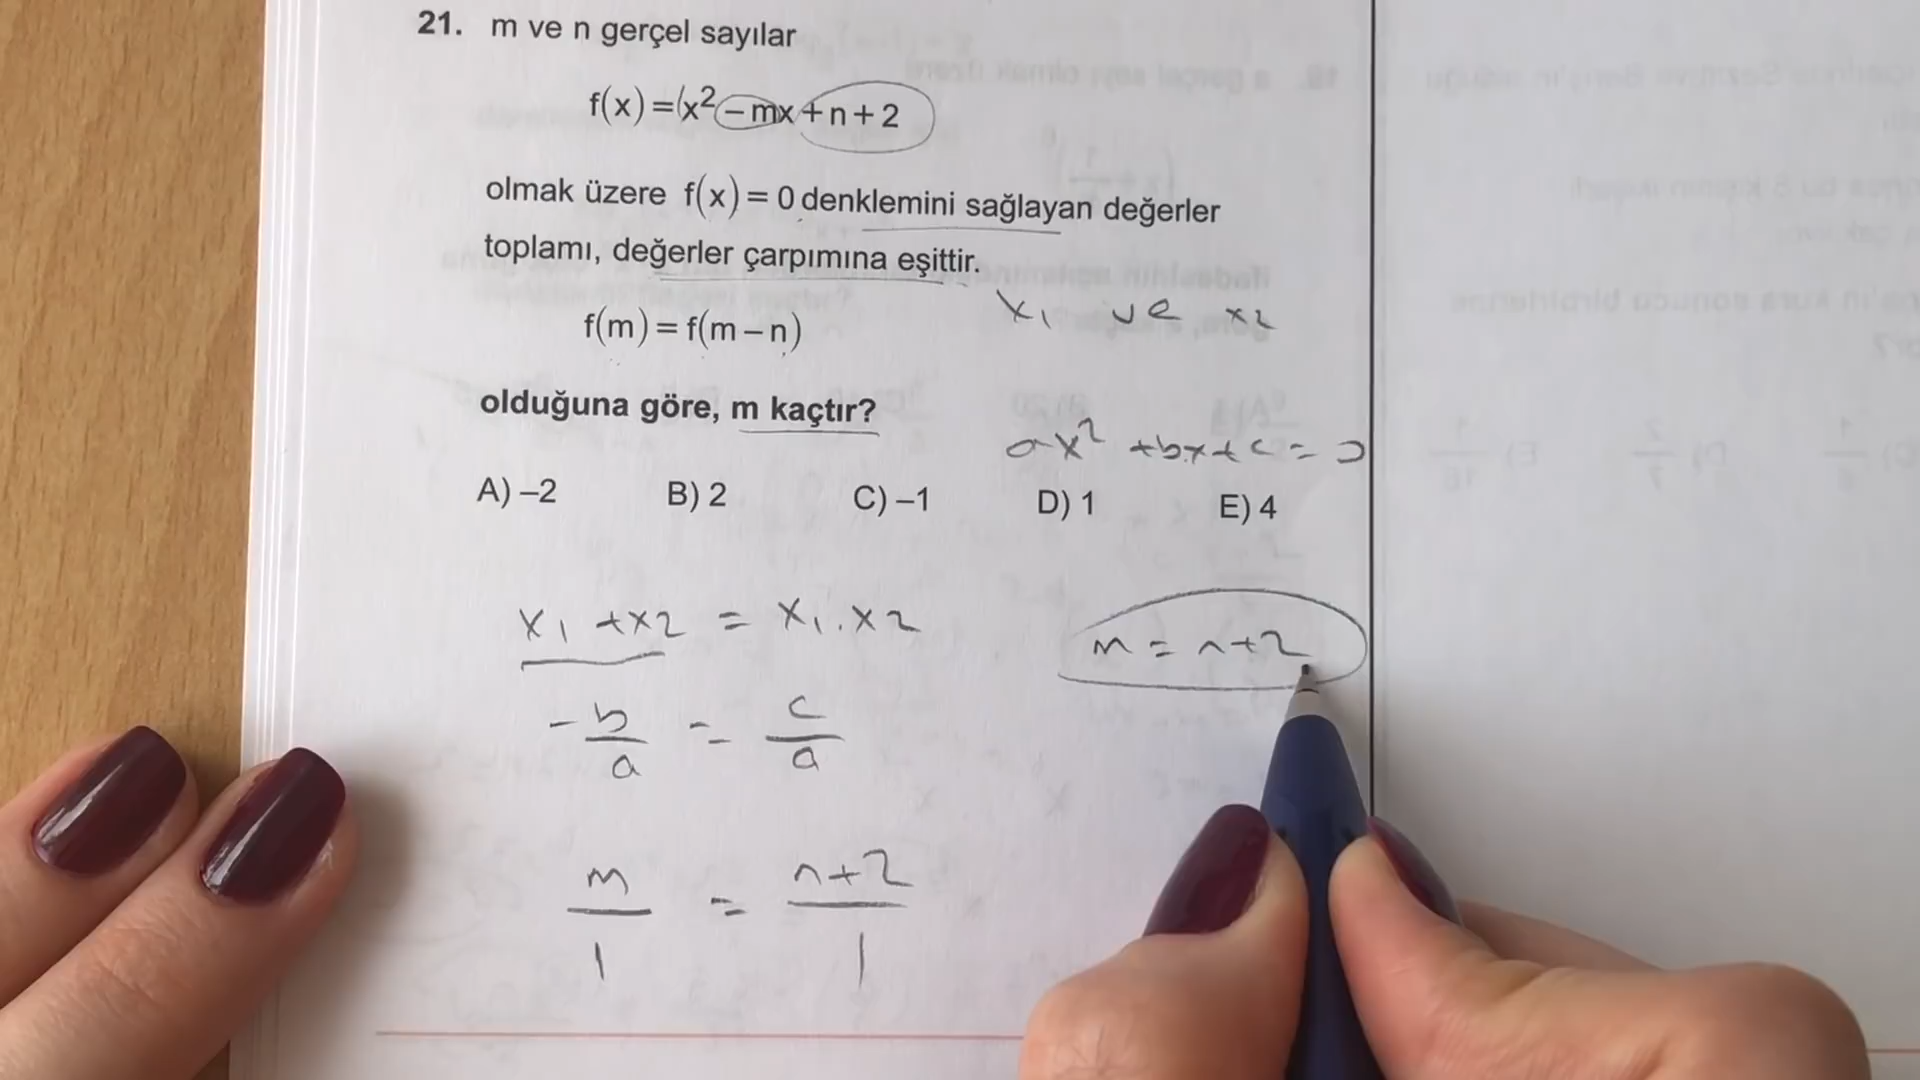 21. m ve n gerçel sayılar
f(x) = x² – mx + n + 2
olmak üzere f(x) = 0 denklemini sağlayan değerler
toplamı, değerler çarpımına eşittir.
x₁ ve x₂
f(m) = f(m – n)
olduğuna göre, m kaçtır?
ax² + bx + c = 0
A) –2 B) 2 C) –1 D) 1 E) 4
x₁ + x₂ = x₁ . x₂
m = n + 2
- b/a = c/a
m/1 = n+2/1